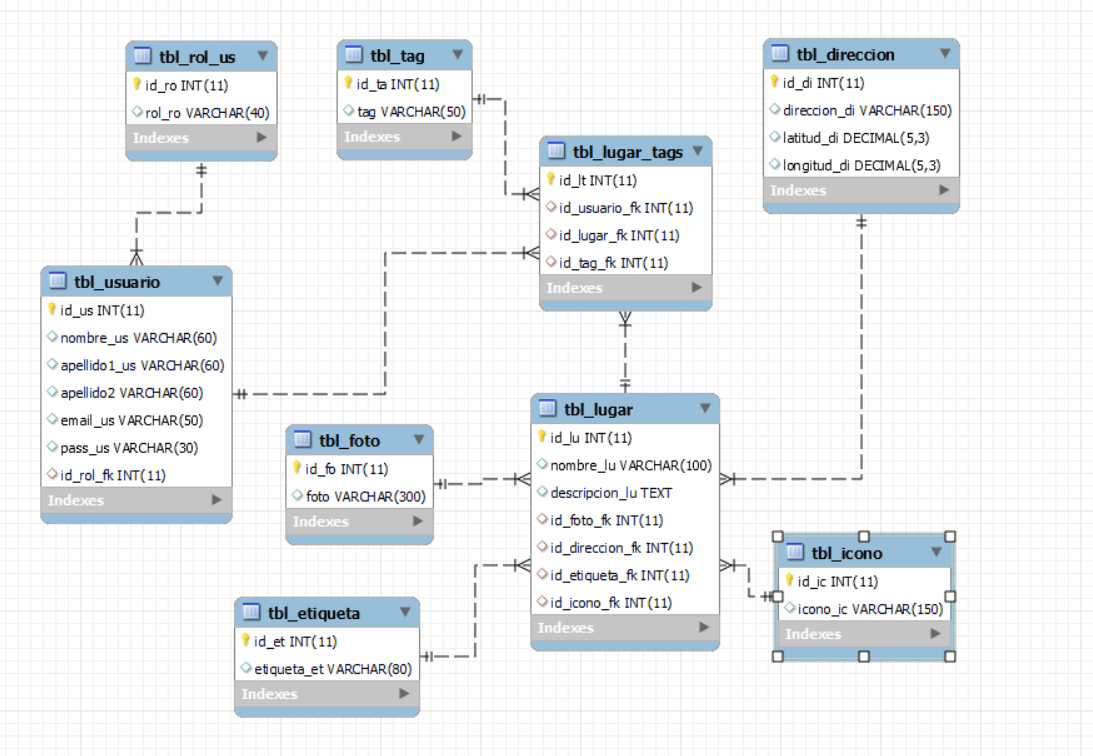 tbl_rol_us
id_ro INT(11)
rol_ro VARCHAR(40)
Indexes
tbl_tag
id_ta INT(11)
tag VARCHAR(50)
Indexes
tbl_direccion
id_di INT(11)
direccion_di VARCHAR(150)
latitud_di DECIMAL(5,3)
longitud_di DECIMAL(5,3)
Indexes
tbl_lugar_tags
id_lt INT(11)
id_usuario_fk INT(11)
id_lugar_fk INT(11)
id_tag_fk INT(11)
Indexes
tbl_usuario
id_us INT(11)
nombre_us VARCHAR(60)
apellido1_us VARCHAR(60)
apellido2 VARCHAR(60)
email_us VARCHAR(50)
pass_us VARCHAR(30)
id_rol_fk INT(11)
Indexes
tbl_foto
id_fo INT(11)
foto VARCHAR(300)
Indexes
tbl_lugar
id_lu INT(11)
nombre_lu VARCHAR(100)
descripcion_lu TEXT
id_foto_fk INT(11)
id_direccion_fk INT(11)
id_etiqueta_fk INT(11)
id_icono_fk INT(11)
Indexes
tbl_icono
id_ic INT(11)
icono_ic VARCHAR(150)
Indexes
tbl_etiqueta
id_et INT(11)
etiqueta_et VARCHAR(80)
Indexes